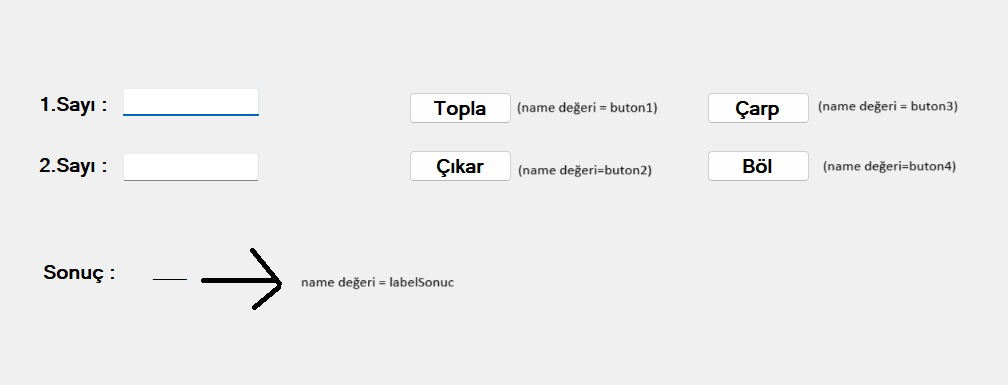 1.Sayı : Topla (name değeri = buton1) Çarp (name değeri = buton3)
2.Sayı : Çıkar (name değeri=buton2) Böl (name değeri=buton4)
Sonuç : ___ name değeri = labelSonuc